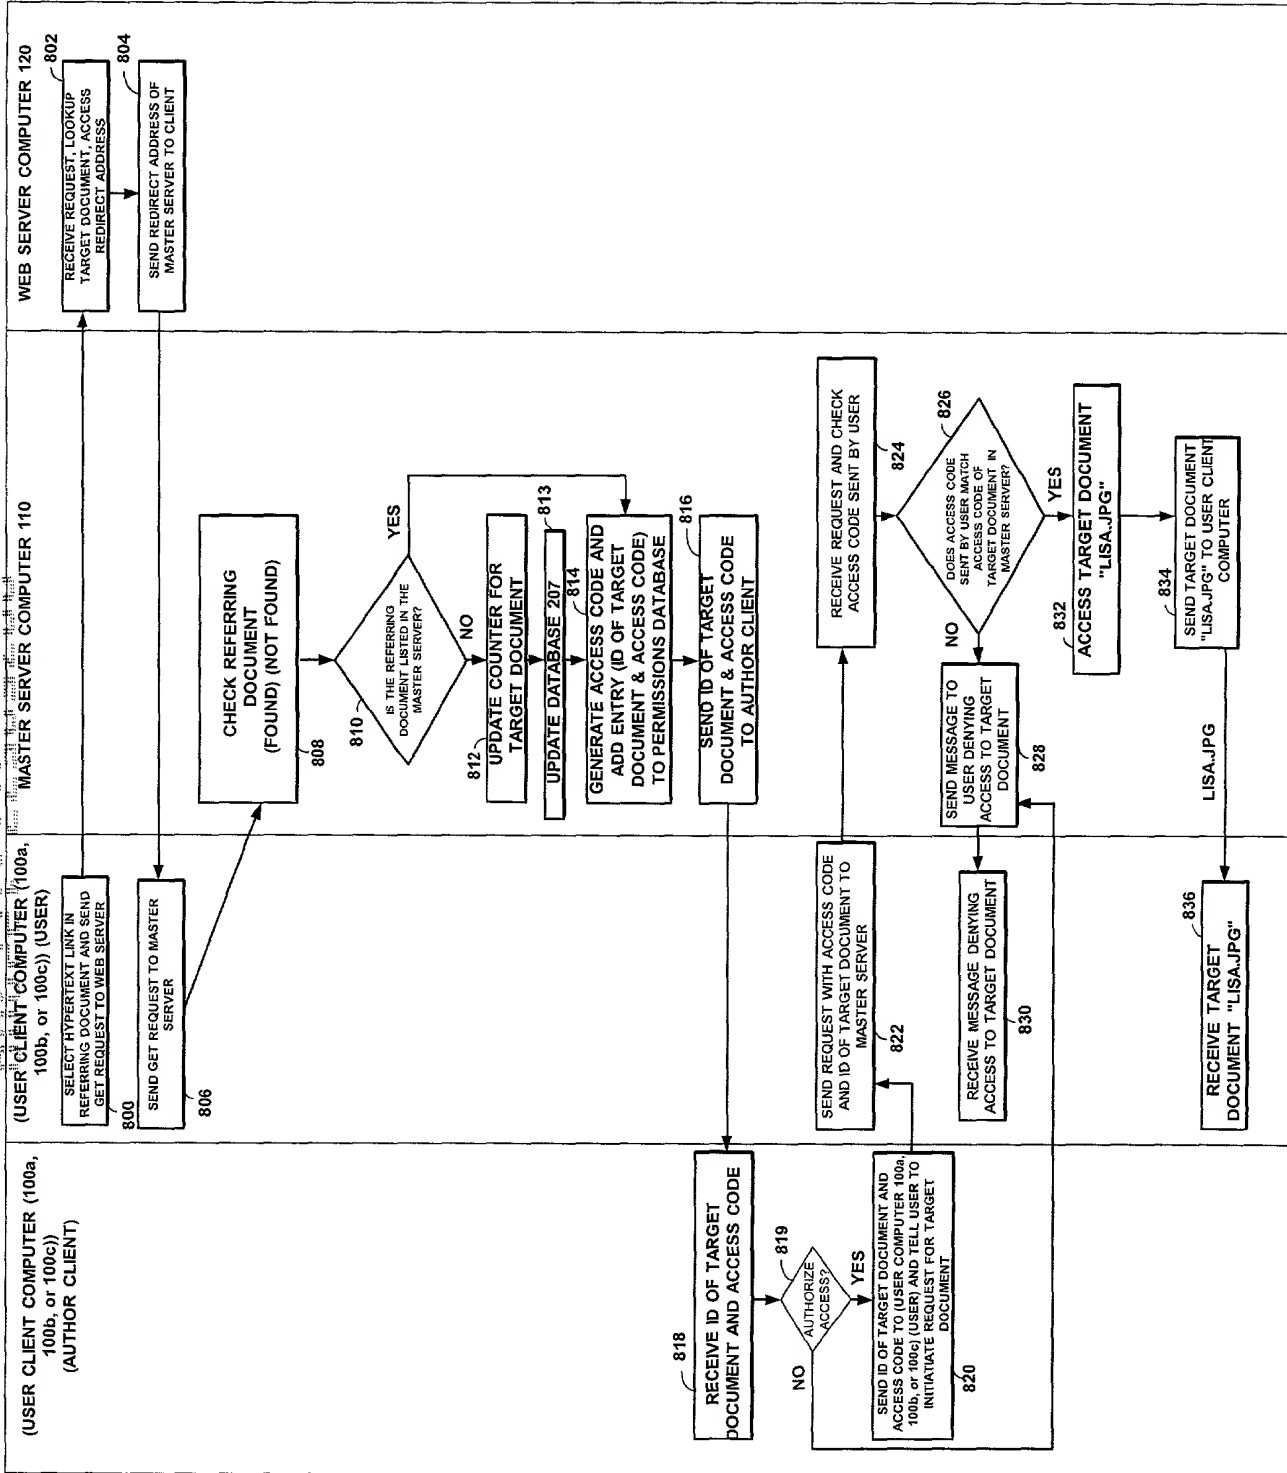 (USER CLIENT COMPUTER (100a,
100b, or 100c))
(AUTHOR CLIENT)
(USER CLIENT COMPUTER (100a,
100b, or 100c)) (USER)
MASTER SERVER COMPUTER 110
WEB SERVER COMPUTER 120
SELECT HYPERTEXT LINK IN
REFERRING DOCUMENT AND SEND
GET REQUEST TO WEB SERVER
800
RECEIVE REQUEST, LOOKUP
TARGET DOCUMENT, ACCESS
REDIRECT ADDRESS
802
SEND REDIRECT ADDRESS OF
MASTER SERVER TO CLIENT
804
SEND GET REQUEST TO MASTER
SERVER
806
CHECK REFERRING
DOCUMENT
(FOUND) (NOT FOUND)
808
IS THE REFERRING
DOCUMENT LISTED IN THE
MASTER SERVER?
810
YES
NO
812
UPDATE COUNTER FOR
TARGET DOCUMENT
UPDATE DATABASE 207
813
814
GENERATE ACCESS CODE AND
ADD ENTRY (ID OF TARGET
DOCUMENT & ACCESS CODE)
TO PERMISSIONS DATABASE
816
SEND ID OF TARGET
DOCUMENT & ACCESS CODE
TO AUTHOR CLIENT
818
RECEIVE ID OF TARGET
DOCUMENT AND ACCESS CODE
AUTHORIZE
ACCESS?
819
NO
YES
SEND ID OF TARGET DOCUMENT AND
ACCESS CODE TO (USER COMPUTER 100a,
100b, or 100c) (USER) AND TELL USER TO
INITIATIATE REQUEST FOR TARGET
DOCUMENT
820
SEND REQUEST WITH ACCESS CODE
AND ID OF TARGET DOCUMENT TO
MASTER SERVER
822
RECEIVE REQUEST AND CHECK
ACCESS CODE SENT BY USER
824
DOES ACCESS CODE
SENT BY USER MATCH
ACCESS CODE OF
TARGET DOCUMENT IN
MASTER SERVER?
826
NO
YES
SEND MESSAGE TO
USER DENYING
ACCESS TO TARGET
DOCUMENT
828
RECEIVE MESSAGE DENYING
ACCESS TO TARGET DOCUMENT
830
832
ACCESS TARGET DOCUMENT
"LISA.JPG"
834
SEND TARGET DOCUMENT
"LISA.JPG" TO USER CLIENT
COMPUTER
LISA.JPG
836
RECEIVE TARGET
DOCUMENT "LISA.JPG"